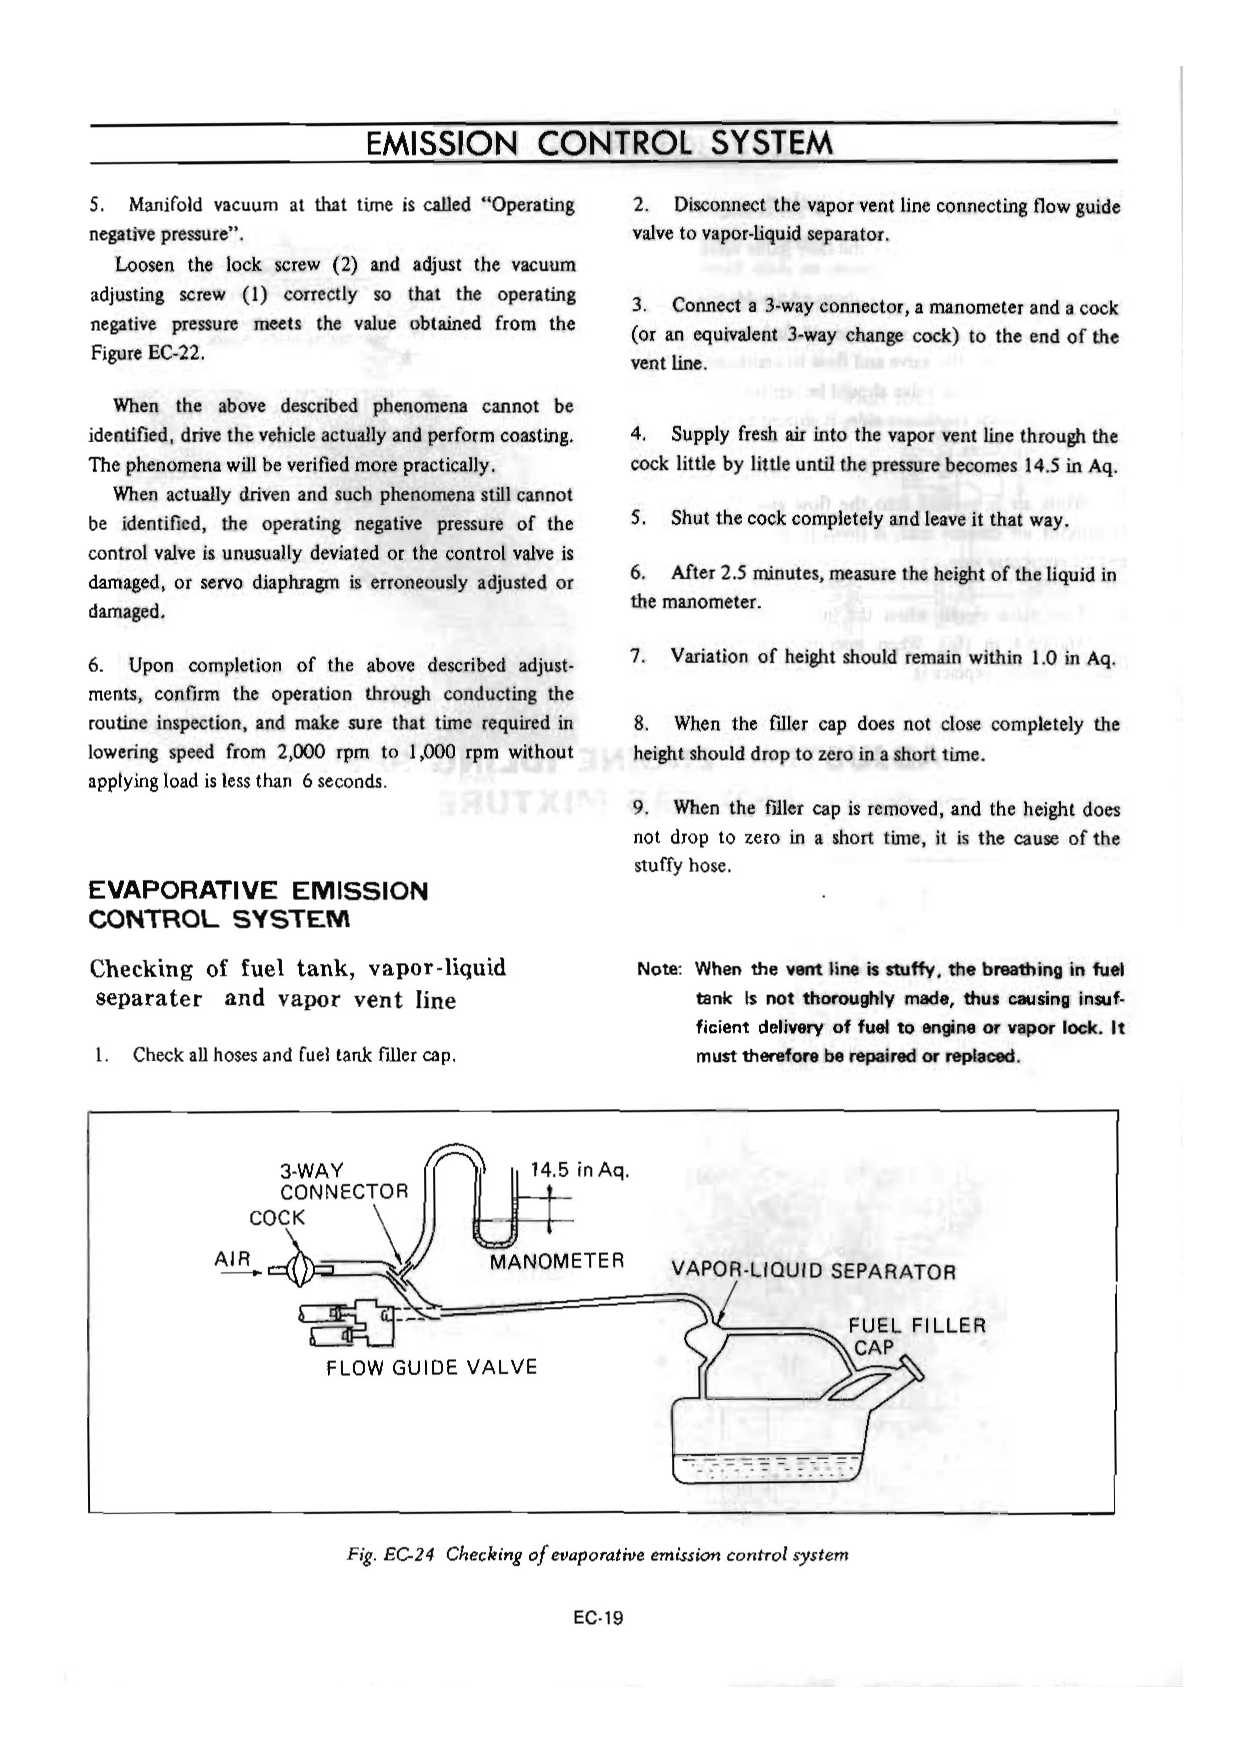 EMISSION CONTROL SYSTEM
5. Manifold vacuum at that time is called “Operating
negative pressure”.
Loosen the lock screw (2) and adjust the vacuum
adjusting screw (1) correctly so that the operating
negative pressure meets the value obtained from the
Figure EC-22.
When the above described phenomena cannot be
identified, drive the vehicle actually and perform coasting.
The phenomena will be verified more practically.
When actually driven and such phenomena still cannot
be identified, the operating negative pressure of the
control valve is unusually deviated or the control valve is
damaged, or servo diaphragm is erroneously adjusted or
damaged.
6. Upon completion of the above described adjust-
ments, confirm the operation through conducting the
routine inspection, and make sure that time required in
lowering speed from 2,000 rpm to 1,000 rpm without
applying load is less than 6 seconds.
EVAPORATIVE EMISSION
CONTROL SYSTEM
Checking of fuel tank, vapor-liquid
separater and vapor vent line
1. Check all hoses and fuel tank filler cap.
2. Disconnect the vapor vent line connecting flow guide
valve to vapor-liquid separator.
3. Connect a 3-way connector, a manometer and a cock
(or an equivalent 3-way change cock) to the end of the
vent line.
4. Supply fresh air into the vapor vent line through the
cock little by little until the pressure becomes 14.5 in Aq.
5. Shut the cock completely and leave it that way.
6. After 2.5 minutes, measure the height of the liquid in
the manometer.
7. Variation of height should remain within 1.0 in Aq.
8. When the filler cap does not close completely the
height should drop to zero in a short time.
9. When the filler cap is removed, and the height does
not drop to zero in a short time, it is the cause of the
stuffy hose.
Note: When the vent line is stuffy, the breathing in fuel
tank is not thoroughly made, thus causing insuf-
ficient delivery of fuel to engine or vapor lock. It
must therefore be repaired or replaced.
3-WAY
CONNECTOR
COCK
AIR
14.5 in Aq.
MANOMETER
VAPOR-LIQUID SEPARATOR
FUEL FILLER
CAP
FLOW GUIDE VALVE
Fig. EC-24 Checking of evaporative emission control system
EC-19